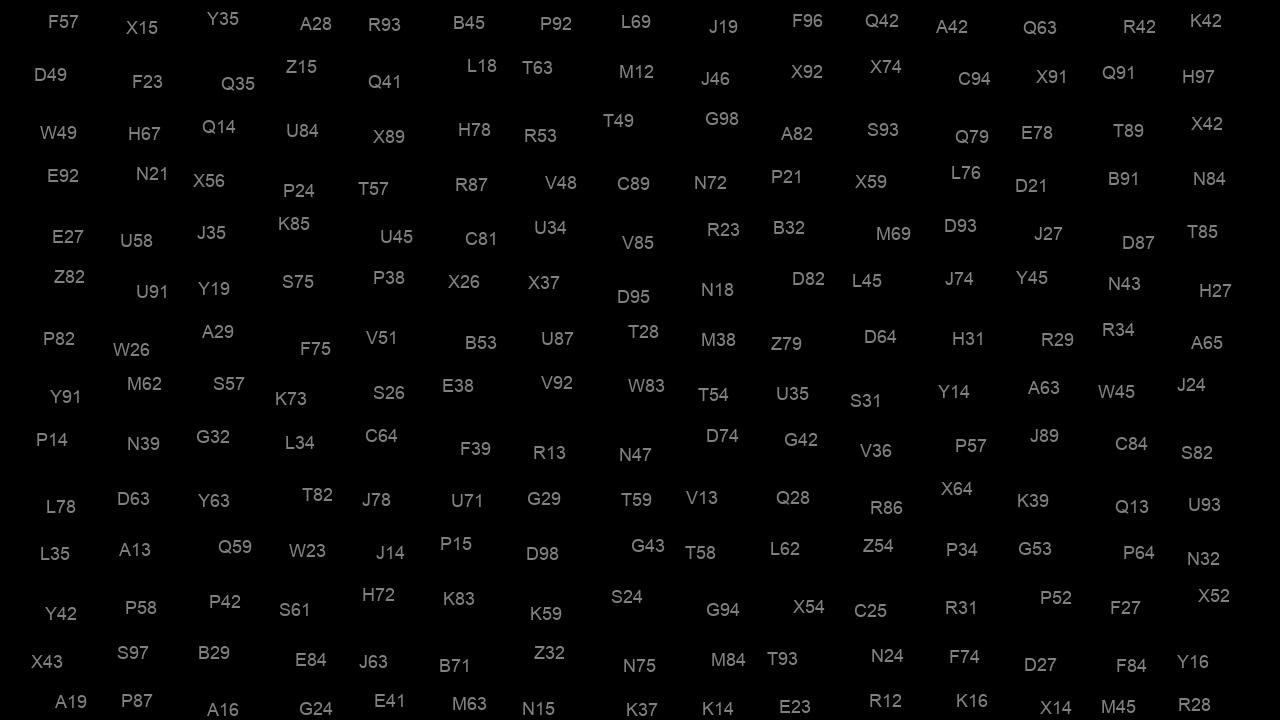 F57 X15 Y35 A28 R93 B45 P92 L69 J19 F96 Q42 A42 Q63 R42 K42
D49 F23 Q35 Z15 Q41 L18 T63 M12 J46 X92 X74 C94 X91 Q91 H97
W49 H67 Q14 U84 X89 H78 R53 T49 G98 A82 S93 Q79 E78 T89 X42
E92 N21 X56 P24 T57 R87 V48 C89 N72 P21 X59 L76 D21 B91 N84
E27 U58 J35 K85 U45 C81 U34 V85 R23 B32 M69 D93 J27 D87 T85
Z82 U91 Y19 S75 P38 X26 X37 D95 N18 D82 L45 J74 Y45 N43 H27
P82 W26 A29 F75 V51 B53 U87 T28 M38 Z79 D64 H31 R29 R34 A65
Y91 M62 S57 K73 S26 E38 V92 W83 T54 U35 S31 Y14 A63 W45 J24
P14 N39 G32 L34 C64 F39 R13 N47 D74 G42 V36 P57 J89 C84 S82
L78 D63 Y63 T82 J78 U71 G29 T59 V13 Q28 R86 X64 K39 Q13 U93
L35 A13 Q59 W23 J14 P15 D98 G43 T58 L62 Z54 P34 G53 P64 N32
Y42 P58 P42 S61 H72 K83 K59 S24 G94 X54 C25 R31 P52 F27 X52
X43 S97 B29 E84 J63 B71 Z32 N75 M84 T93 N24 F74 D27 F84 Y16
A19 P87 A16 G24 E41 M63 N15 K37 K14 E23 R12 K16 X14 M45 R28